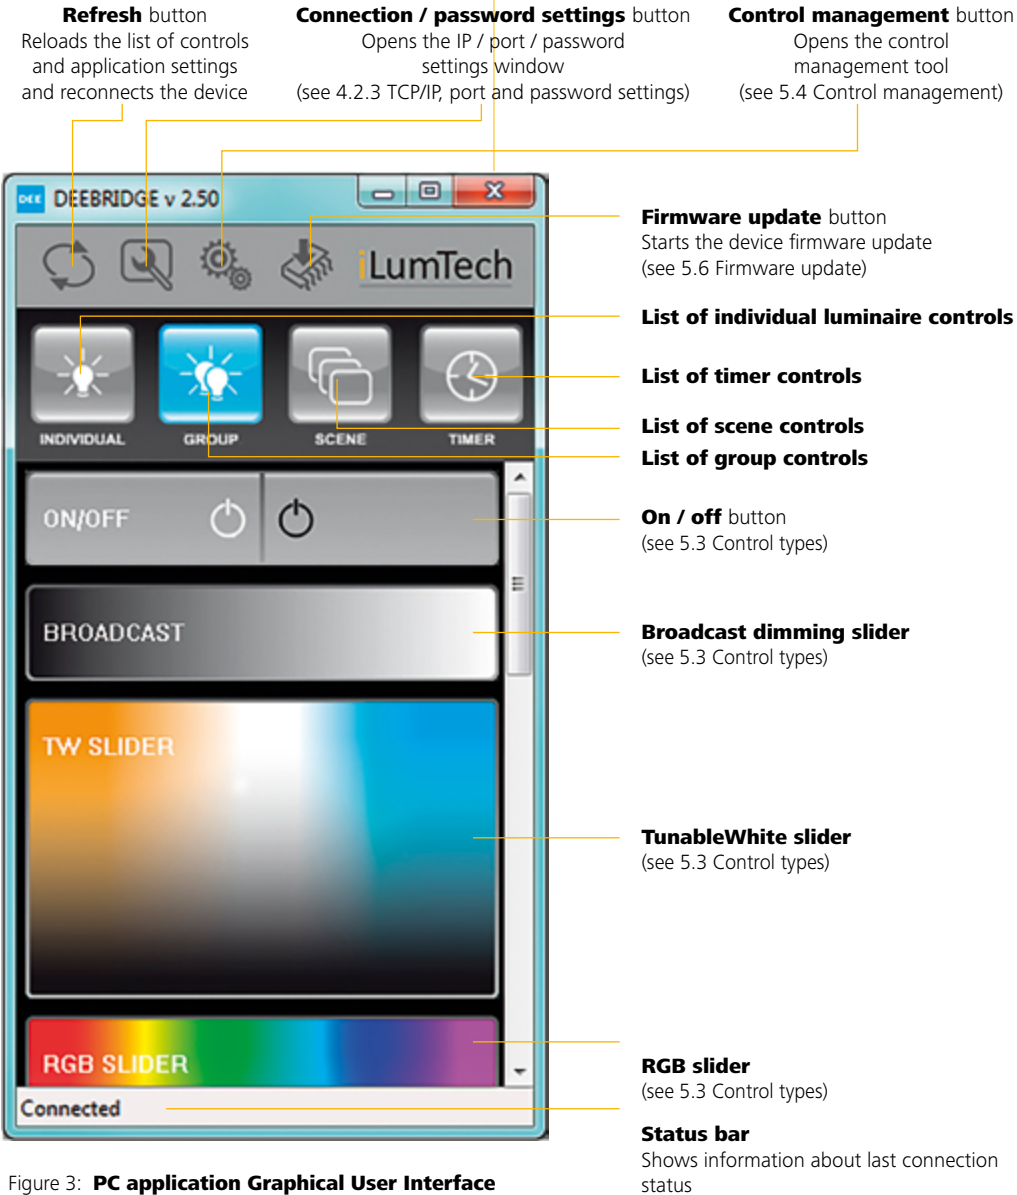 Refresh button
Reloads the list of controls
and application settings
and reconnects the device
Connection / password settings button
Opens the IP / port / password
settings window
(see 4.2.3 TCP/IP, port and password settings)
Control management button
Opens the control
management tool
(see 5.4 Control management)
DEE DEEBRIDGE v 2.50
iLumTech
INDIVIDUAL
GROUP
SCENE
TIMER
ON/OFF
BROADCAST
TW SLIDER
RGB SLIDER
Connected
Firmware update button
Starts the device firmware update
(see 5.6 Firmware update)
List of individual luminaire controls
List of timer controls
List of scene controls
List of group controls
On / off button
(see 5.3 Control types)
Broadcast dimming slider
(see 5.3 Control types)
TunableWhite slider
(see 5.3 Control types)
RGB slider
(see 5.3 Control types)
Status bar
Shows information about last connection
status
Figure 3: PC application Graphical User Interface